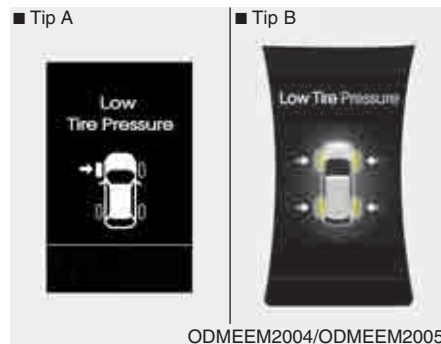 ■ Tip A
■ Tip B
Low
Tire Pressure
Low Tire Pressure
ODMEEM2004/ODMEEM2005